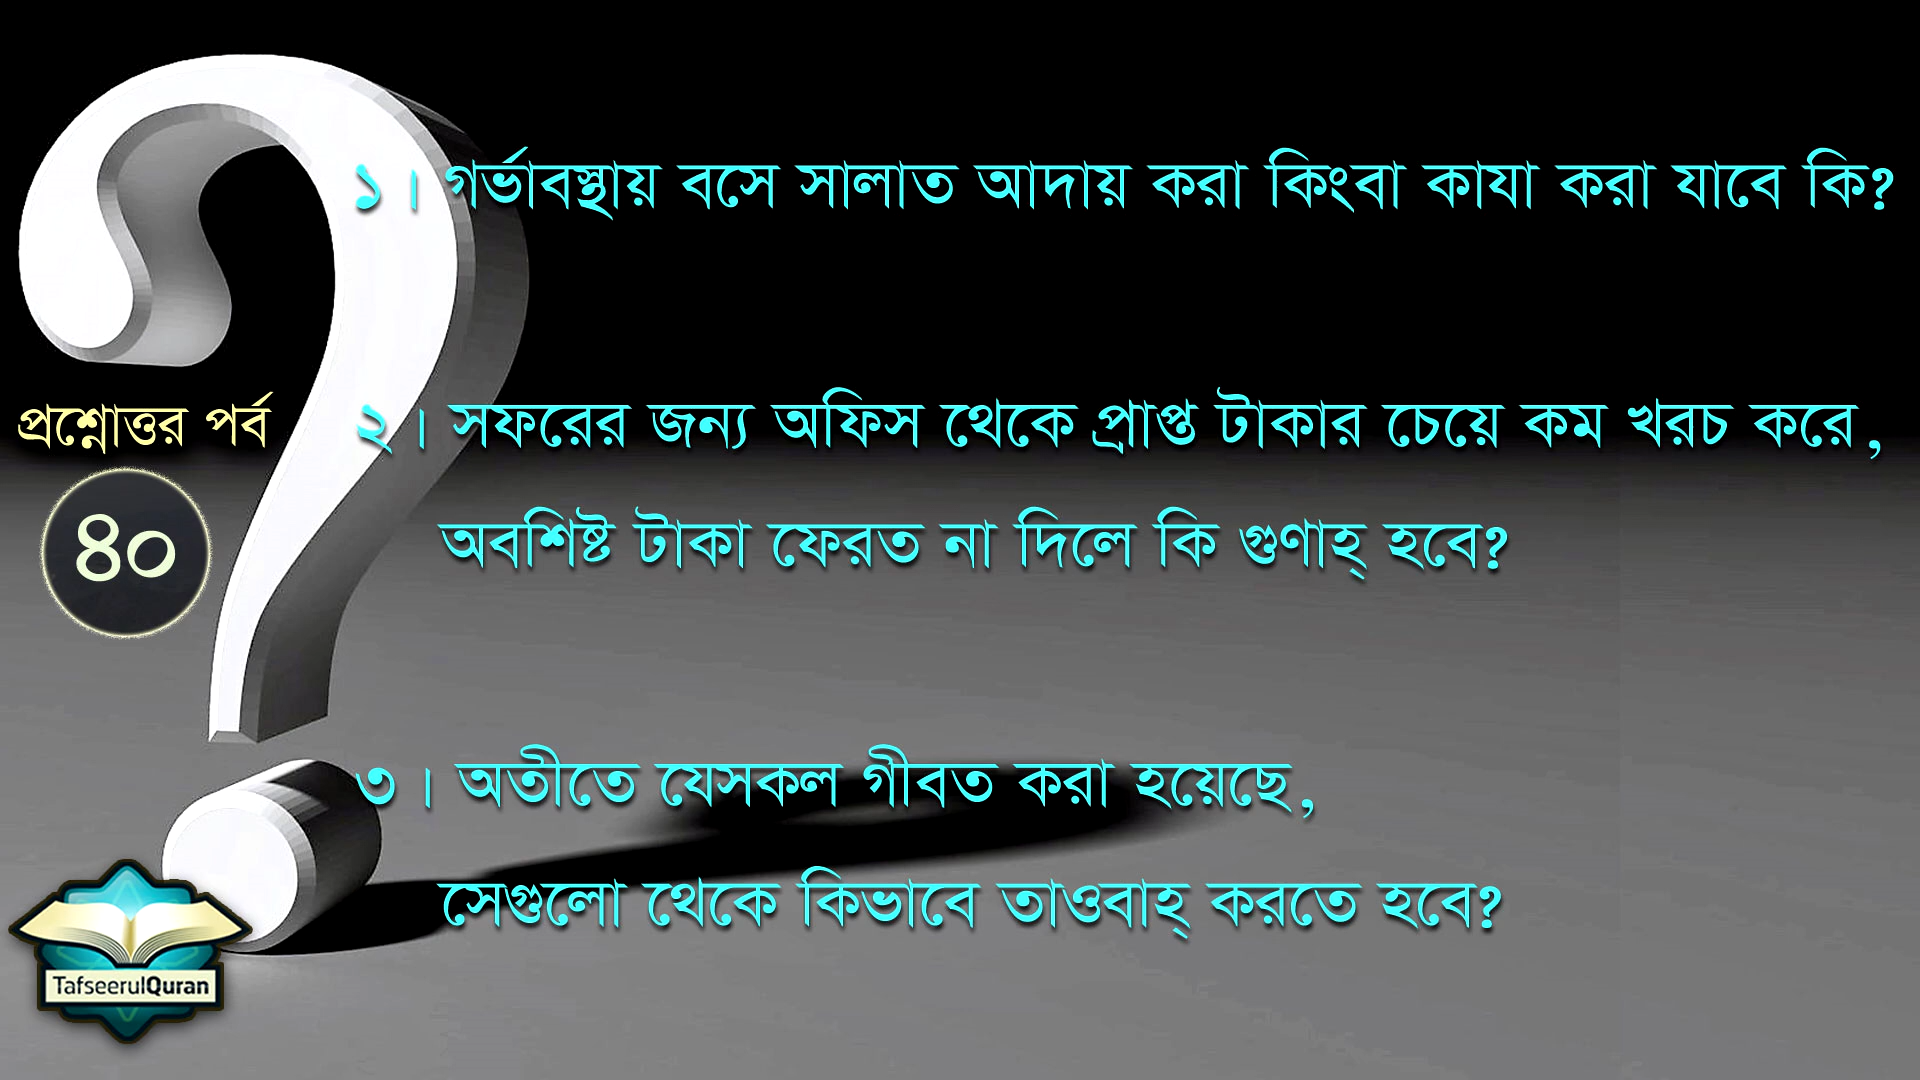 ১। গর্ভাবস্থায় বসে সালাত আদায় করা কিংবা কাযা করা যাবে কি?
প্রশ্নোত্তর পর্ব
৪০
২। সফরের জন্য অফিস থেকে প্রাপ্ত টাকার চেয়ে কম খরচ করে,
অবশিষ্ট টাকা ফেরত না দিলে কি গুণাহ্ হবে?
৩। অতীতে যেসকল গীবত করা হয়েছে,
সেগুলো থেকে কিভাবে তাওবাহ্ করতে হবে?
TafseerulQuran